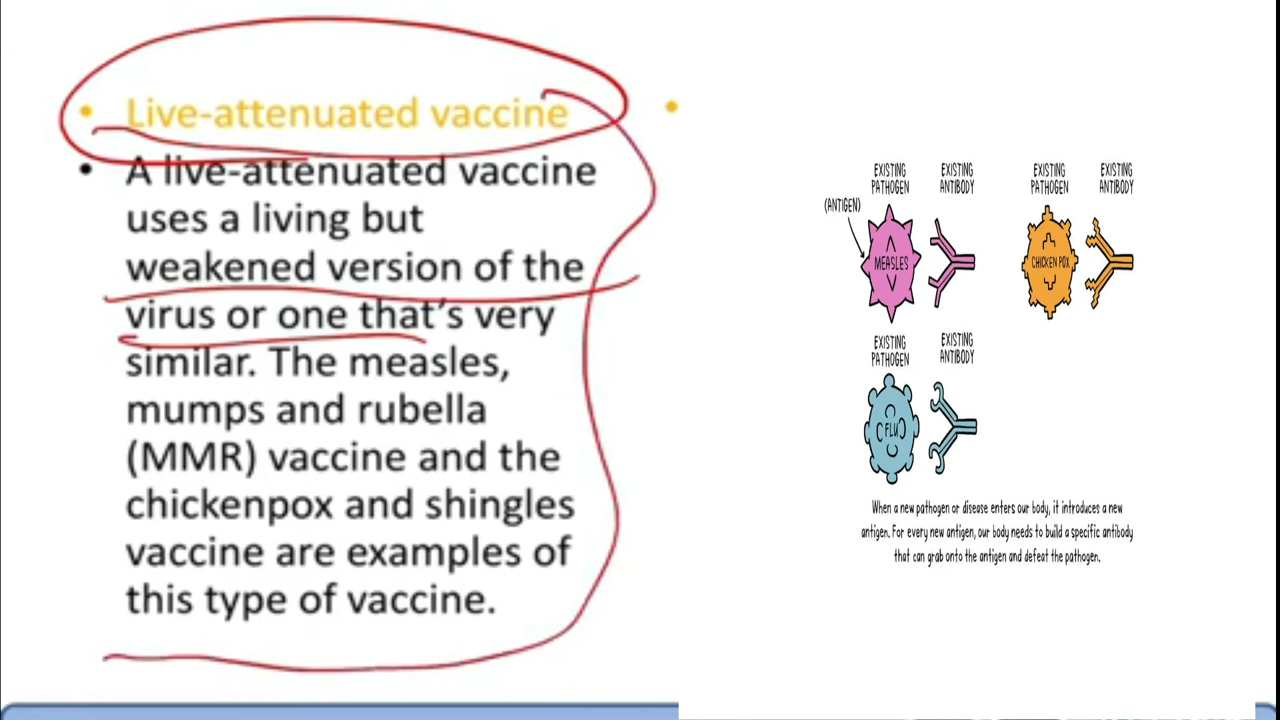 Live-attenuated vaccine
A live-attenuated vaccine
uses a living but
weakened version of the
virus or one that's very
similar. The measles,
mumps and rubella
(MMR) vaccine and the
chickenpox and shingles
vaccine are examples of
this type of vaccine.
EXISTING PATHOGEN
EXISTING ANTIBODY
(ANTIGEN)
MEASLES
EXISTING PATHOGEN
EXISTING ANTIBODY
CHICKEN POX
EXISTING PATHOGEN
EXISTING ANTIBODY
FLU
When a new pathogen or disease enters our body, it introduces a new
antigen. For every new antigen, our body needs to build a specific antibody
that can grab onto the antigen and defeat the pathogen.